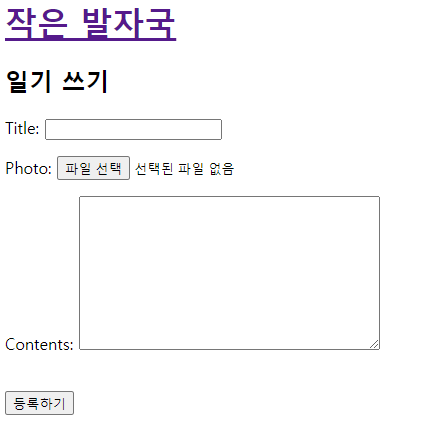 작은 발자국
일기 쓰기
Title:
Photo: 파일 선택 선택된 파일 없음
Contents:
등록하기